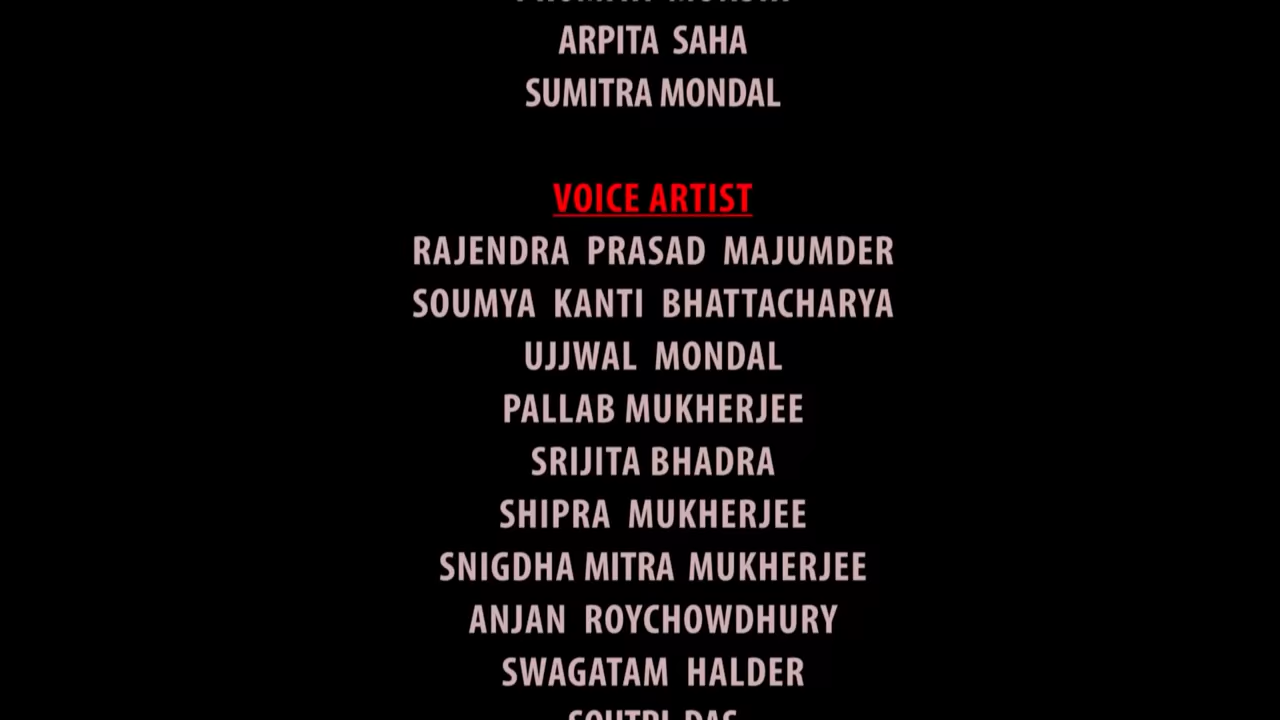 ARPITA SAHA
SUMITRA MONDAL
VOICE ARTIST
RAJENDRA PRASAD MAJUMDER
SOUMYA KANTI BHATTACHARYA
UJJWAL MONDAL
PALLAB MUKHERJEE
SRIJITA BHADRA
SHIPRA MUKHERJEE
SNIGDHA MITRA MUKHERJEE
ANJAN ROYCHOWDHURY
SWAGATAM HALDER
DAS